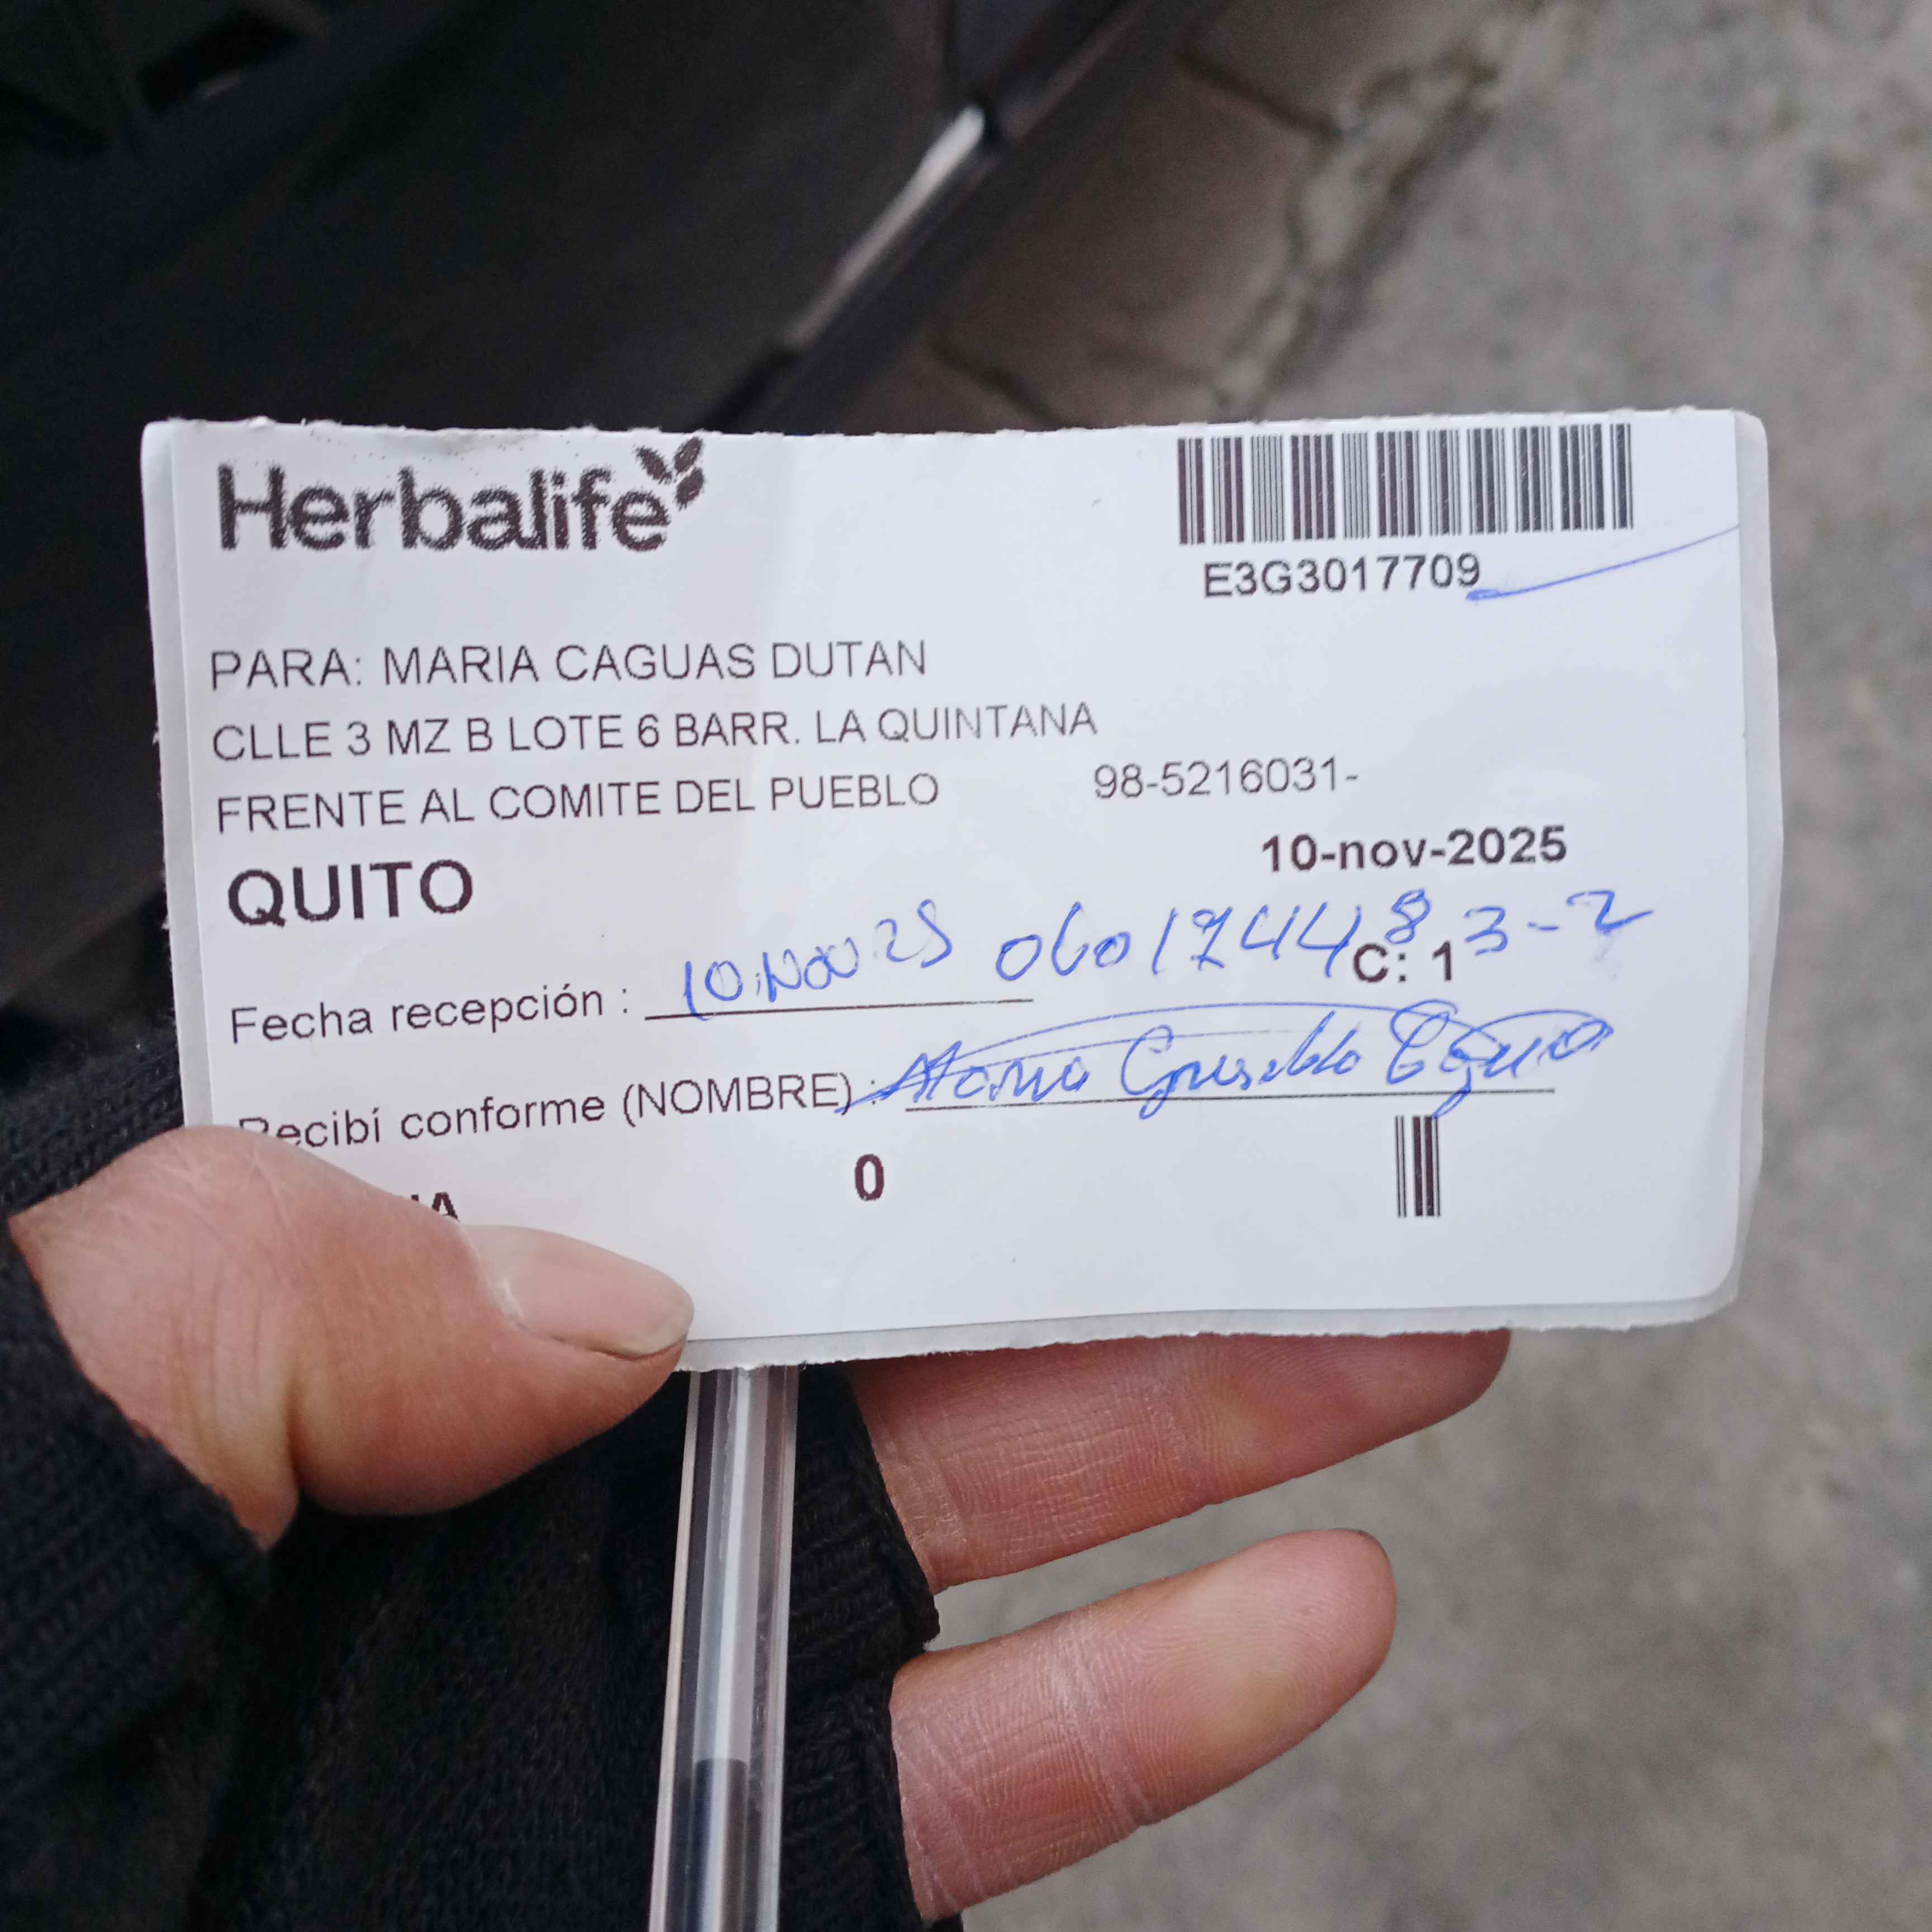 Herbalife
E3G3017709
PARA: MARIA CAGUAS DUTAN
CLLE 3 MZ B LOTE 6 BARR. LA QUINTANA
FRENTE AL COMITE DEL PUEBLO 98-5216031-
10-nov-2025
QUITO
Fecha recepción : 10 Nov 25 060174483-2
C: 1
Recibí conforme (NOMBRE) :
0